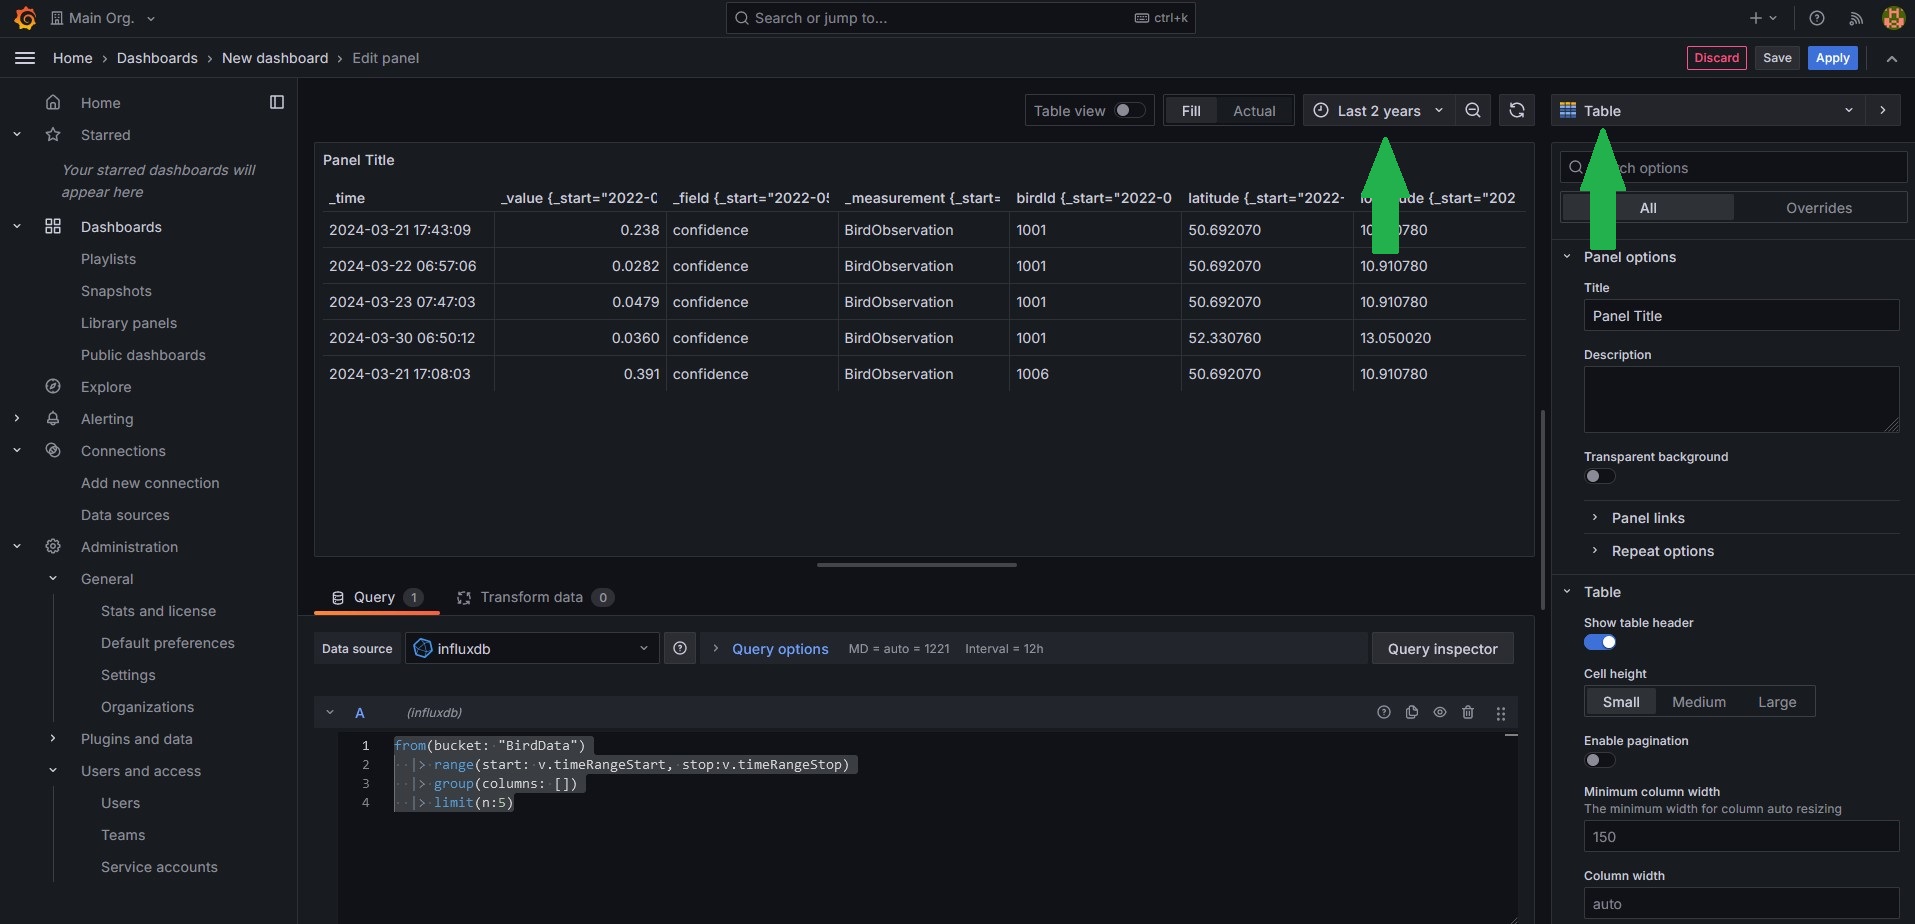 Main Org.
Search or jump to...
ctrl+k
Home › Dashboards › New dashboard › Edit panel
Discard
Save
Apply
Home
Starred
Your starred dashboards will
appear here
Dashboards
Playlists
Snapshots
Library panels
Public dashboards
Explore
Alerting
Connections
Add new connection
Data sources
Administration
General
Stats and license
Default preferences
Settings
Organizations
Plugins and data
Users and access
Users
Teams
Service accounts
Table view
Fill
Actual
Last 2 years
Panel Title
_time _value {_start="2022-0 _field {_start="2022-05 _measurement {_start= birdId {_start="2022-0 latitude {_start="2022- {_start="202
2024-03-21 17:43:09 0.238 confidence BirdObservation 1001 50.692070
2024-03-22 06:57:06 0.0282 confidence BirdObservation 1001 50.692070 10.910780
2024-03-23 07:47:03 0.0479 confidence BirdObservation 1001 50.692070 10.910780
2024-03-30 06:50:12 0.0360 confidence BirdObservation 1001 52.330760 13.050020
2024-03-21 17:08:03 0.391 confidence BirdObservation 1006 50.692070 10.910780
Query 1
Transform data 0
Data source
influxdb
Query options
MD = auto = 1221
Interval = 12h
Query inspector
A (influxdb)
1 from(bucket: "BirdData")
2 |> range(start: v.timeRangeStart, stop:v.timeRangeStop)
3 |> group(columns: [])
4 |> limit(n:5)
Table
options
All
Overrides
Panel options
Title
Panel Title
Description
Transparent background
Panel links
Repeat options
Table
Show table header
Cell height
Small
Medium
Large
Enable pagination
Minimum column width
The minimum width for column auto resizing
150
Column width
auto